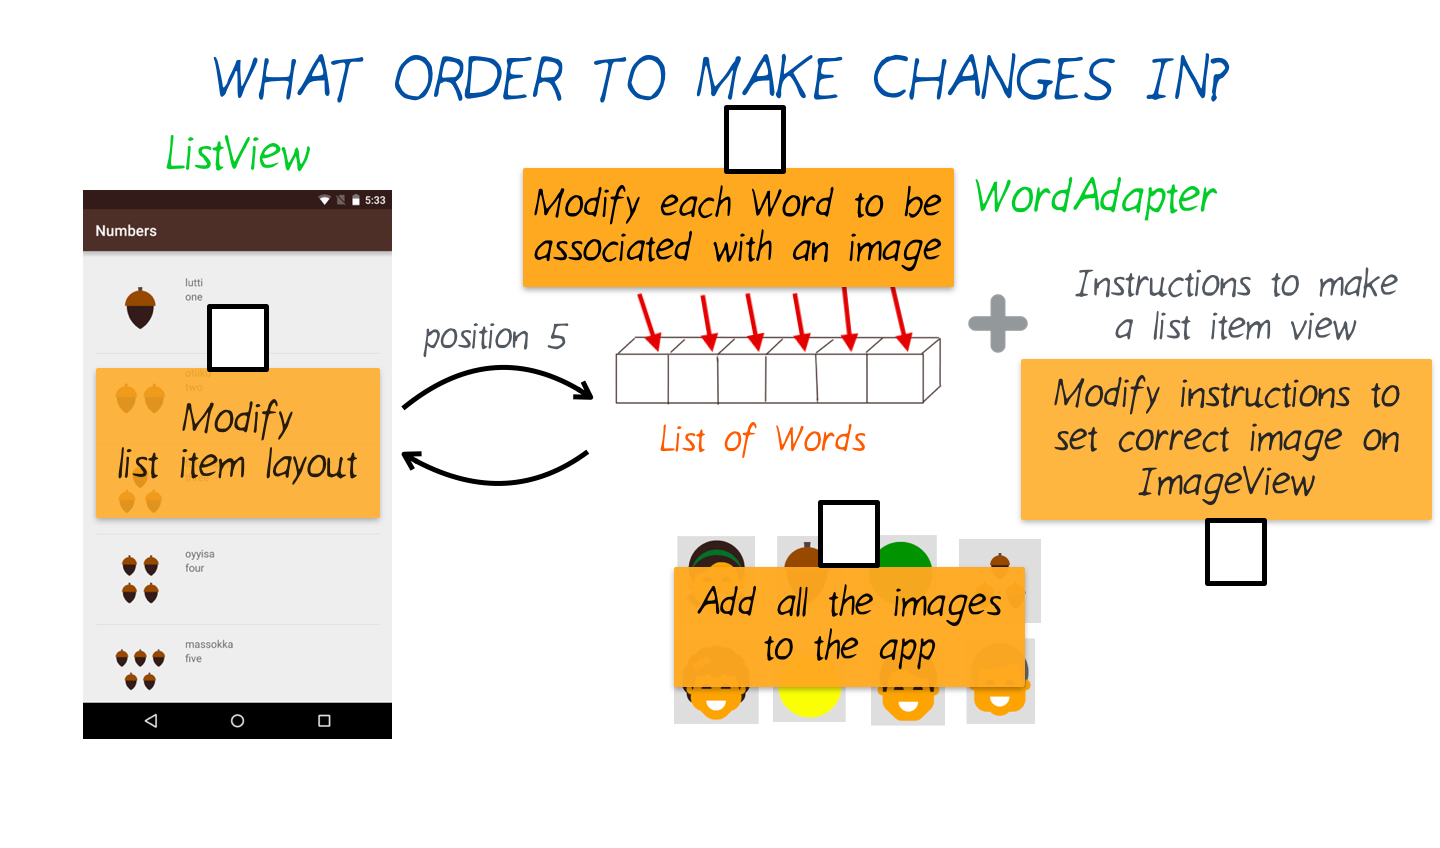 WHAT ORDER TO MAKE CHANGES IN?
ListView
5:33
Numbers
lutti
one
two
Modify
list item layout
oyyisa
four
massokka
five
position 5
Modify each Word to be
associated with an image
List of Words
WordAdapter
Instructions to make
a list item view
Modify instructions to
set correct image on
ImageView
Add all the images
to the app